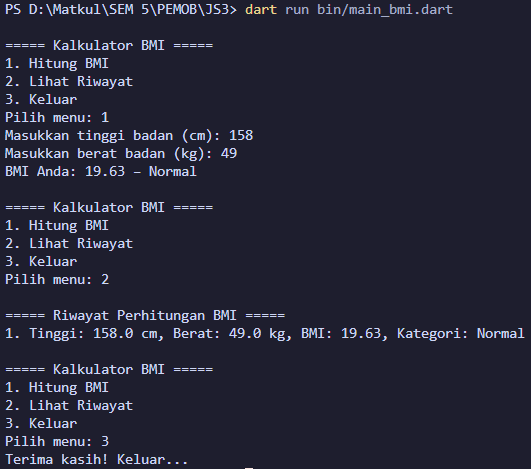 PS D:\Matkul\SEM 5\PEMOB\JS3> dart run bin/main_bmi.dart
===== Kalkulator BMI =====
1. Hitung BMI
2. Lihat Riwayat
3. Keluar
Pilih menu: 1
Masukkan tinggi badan (cm): 158
Masukkan berat badan (kg): 49
BMI Anda: 19.63 – Normal
===== Kalkulator BMI =====
1. Hitung BMI
2. Lihat Riwayat
3. Keluar
Pilih menu: 2
===== Riwayat Perhitungan BMI =====
1. Tinggi: 158.0 cm, Berat: 49.0 kg, BMI: 19.63, Kategori: Normal
===== Kalkulator BMI =====
1. Hitung BMI
2. Lihat Riwayat
3. Keluar
Pilih menu: 3
Terima kasih! Keluar...